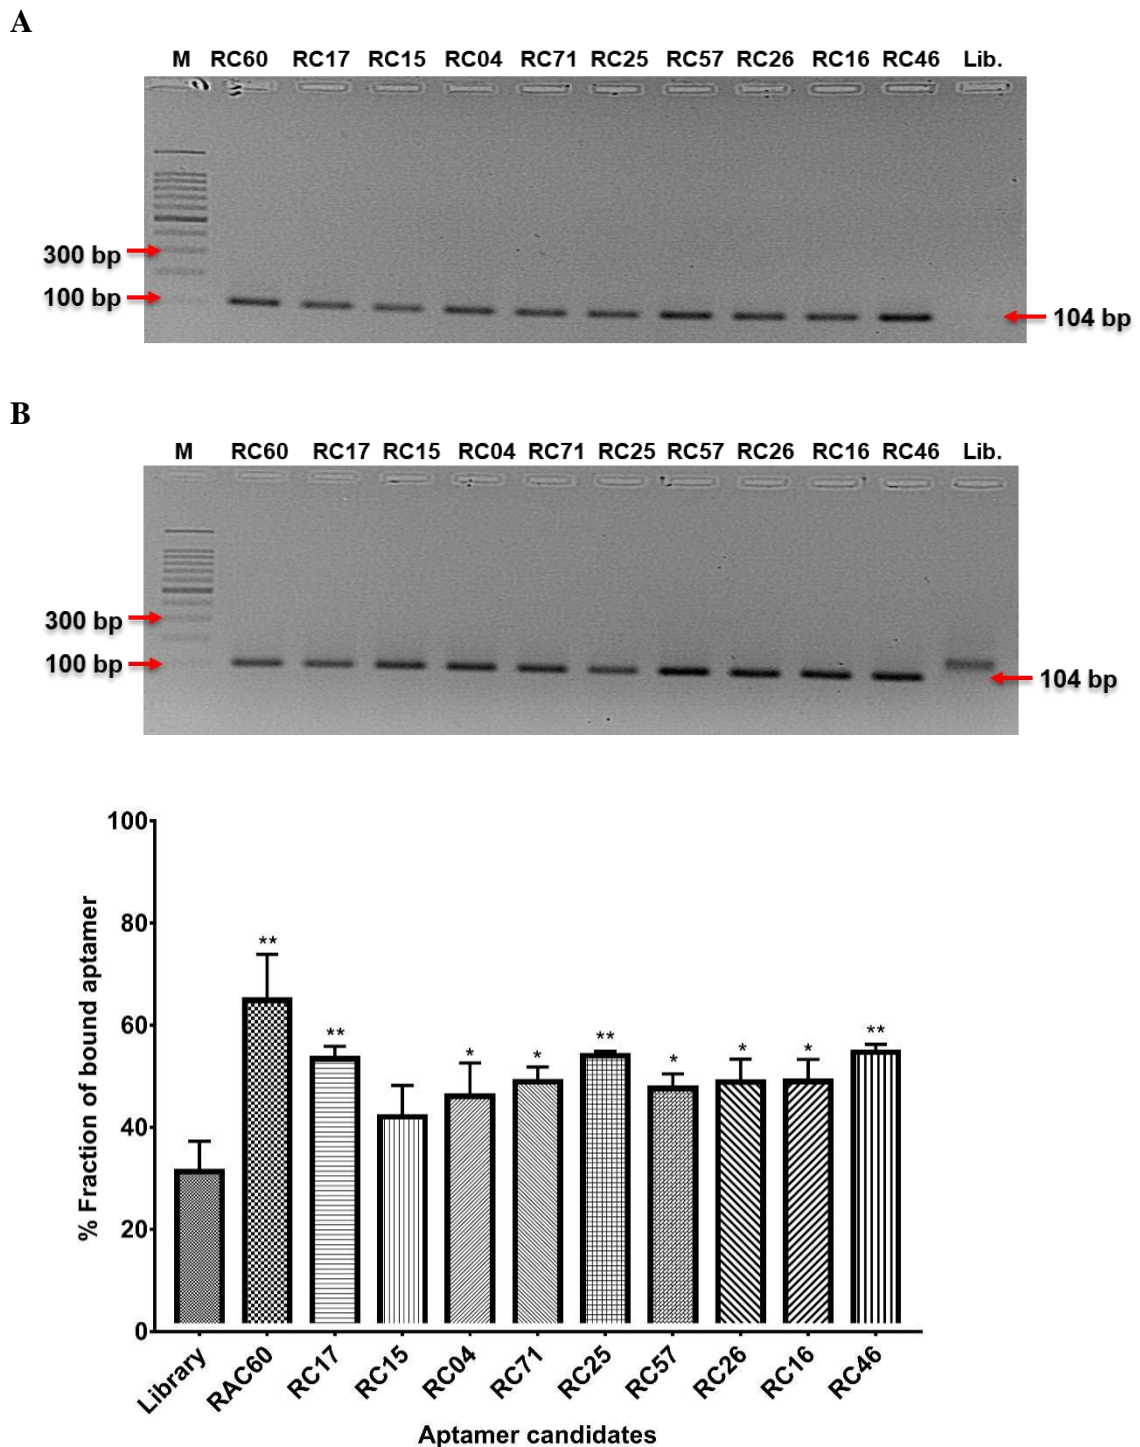 A
M RC60 RC17 RC15 RC04 RC71 RC25 RC57 RC26 RC16 RC46 Lib.
300 bp
100 bp
104 bp
B
M RC60 RC17 RC15 RC04 RC71 RC25 RC57 RC26 RC16 RC46 Lib.
300 bp
100 bp
104 bp
100
80
60
40
20
0
% Fraction of bound aptamer
**
**
*
*
**
*
*
*
**
Library RAC60 RC17 RC15 RC04 RC71 RC25 RC57 RC26 RC16 RC46
Aptamer candidates